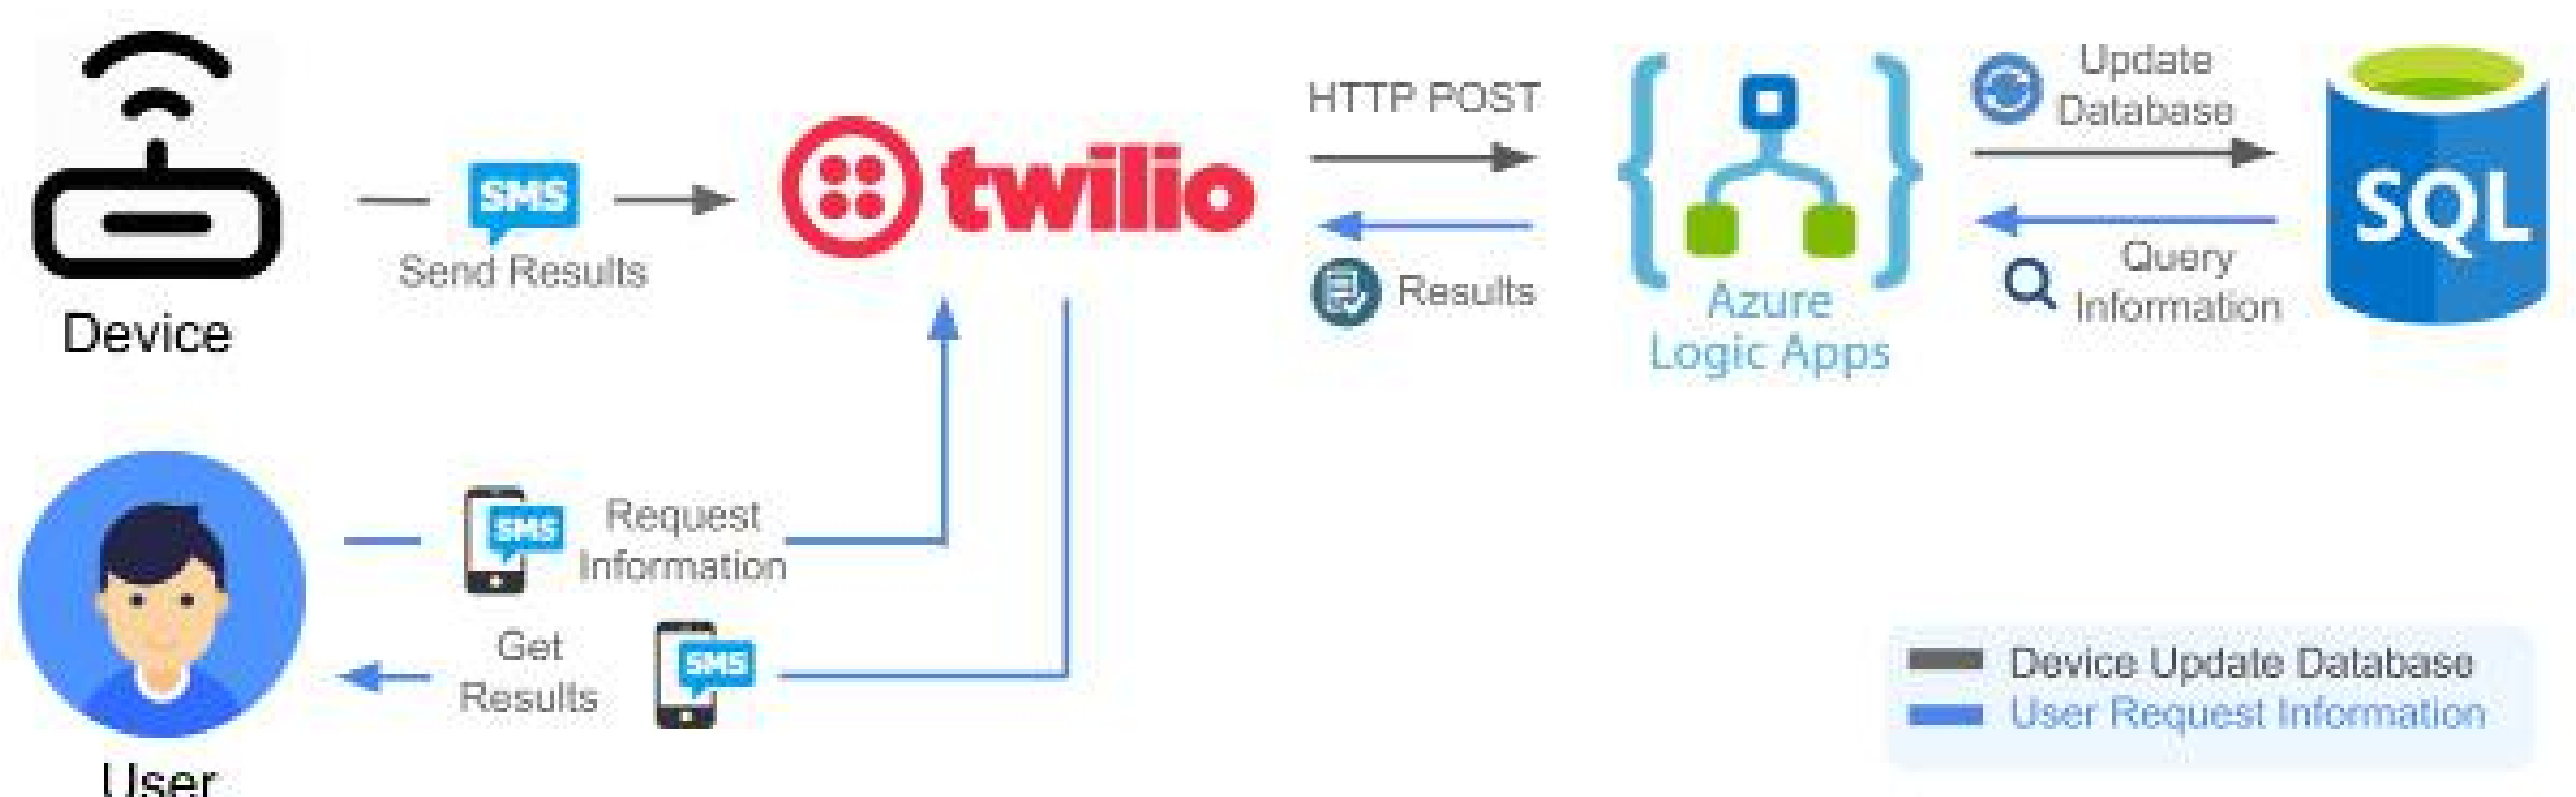 SMS
Send Results
Device
twilio
HTTP POST
Results
Azure
Logic Apps
Update
Database
Query
Information
SQL
SMS
Request
Information
Get
Results
SMS
User
Device Update Database
User Request Information